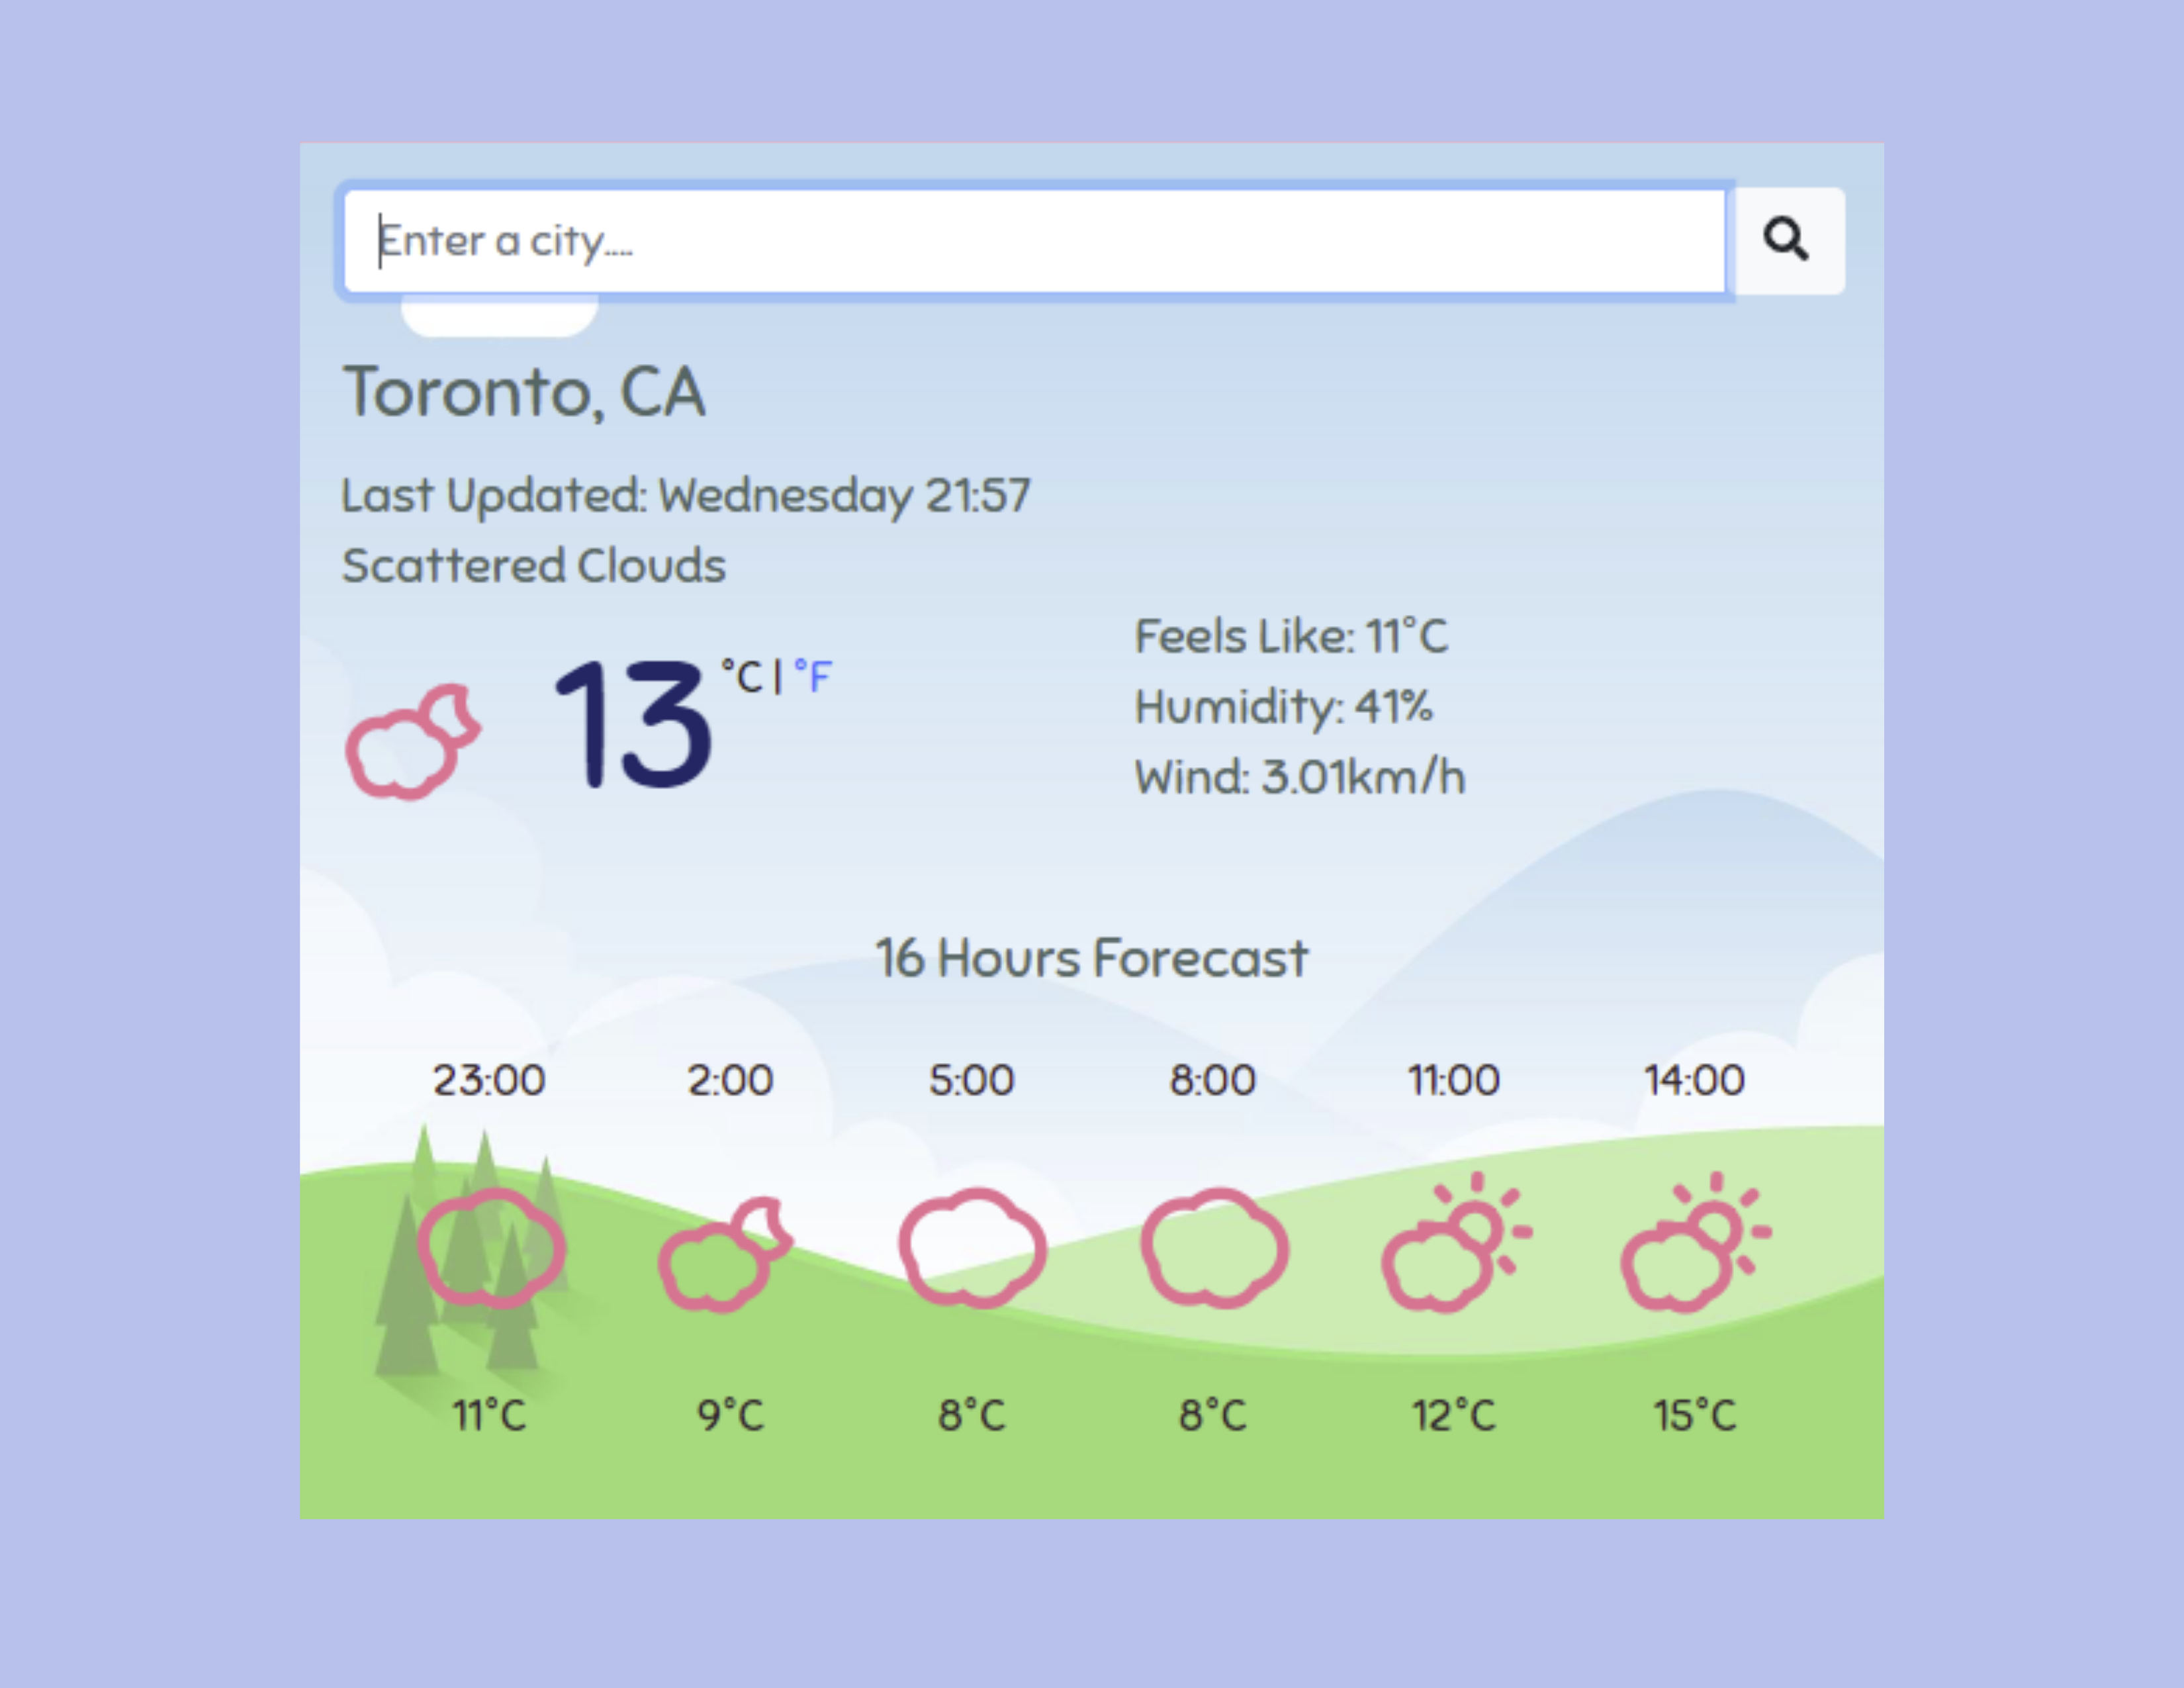 Enter a city....
Toronto, CA
Last Updated: Wednesday 21:57
Scattered Clouds
13 °C | °F
Feels Like: 11°C
Humidity: 41%
Wind: 3.01km/h
16 Hours Forecast
23:00 2:00 5:00 8:00 11:00 14:00
11°C 9°C 8°C 8°C 12°C 15°C